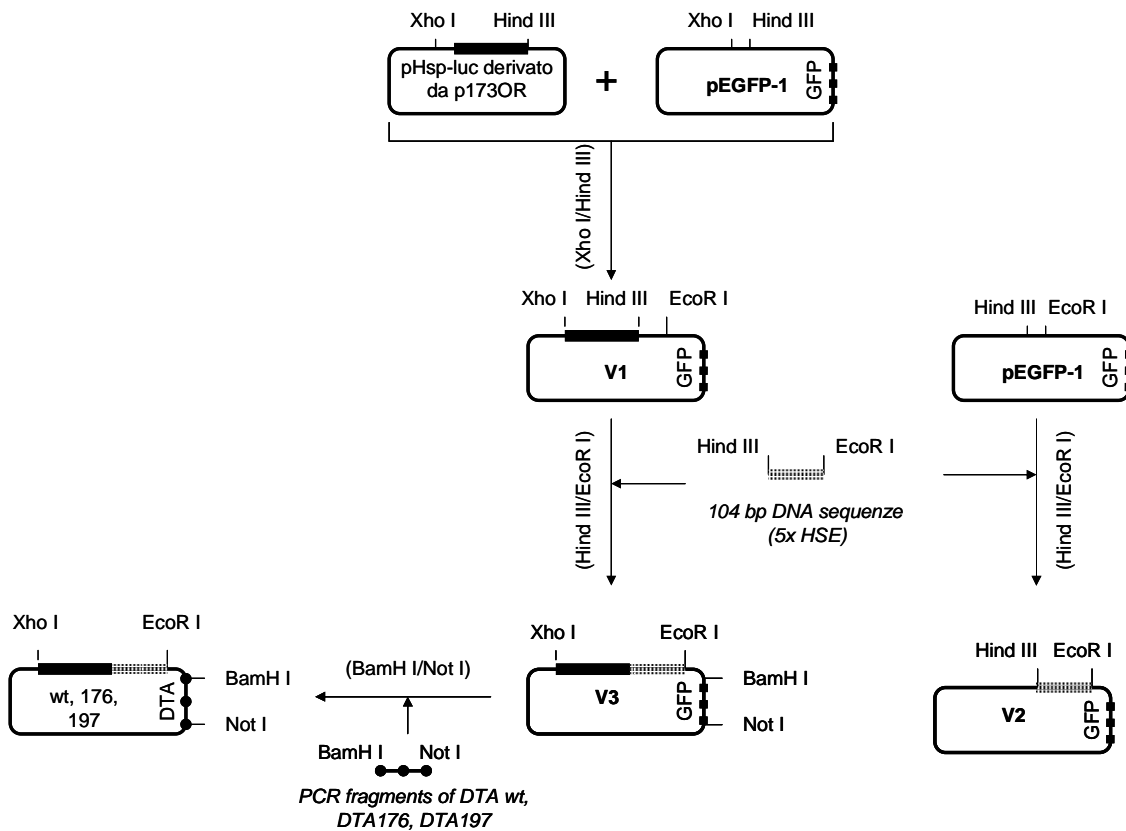 Xho I Hind III
Xho I Hind III
pHsp-luc derivato
da p173OR
+
pEGFP-1
GFP
(Xho I/Hind III)
Xho I Hind III EcoR I
V1
GFP
Hind III EcoR I
pEGFP-1
GFP
(Hind III/EcoR I)
Hind III EcoR I
104 bp DNA sequenze
(5x HSE)
(Hind III/EcoR I)
Xho I EcoR I
wt, 176,
197
DTA
BamH I
Not I
(BamH I/Not I)
BamH I Not I
PCR fragments of DTA wt,
DTA176, DTA197
Xho I EcoR I
V3
GFP
BamH I
Not I
Hind III EcoR I
V2
GFP